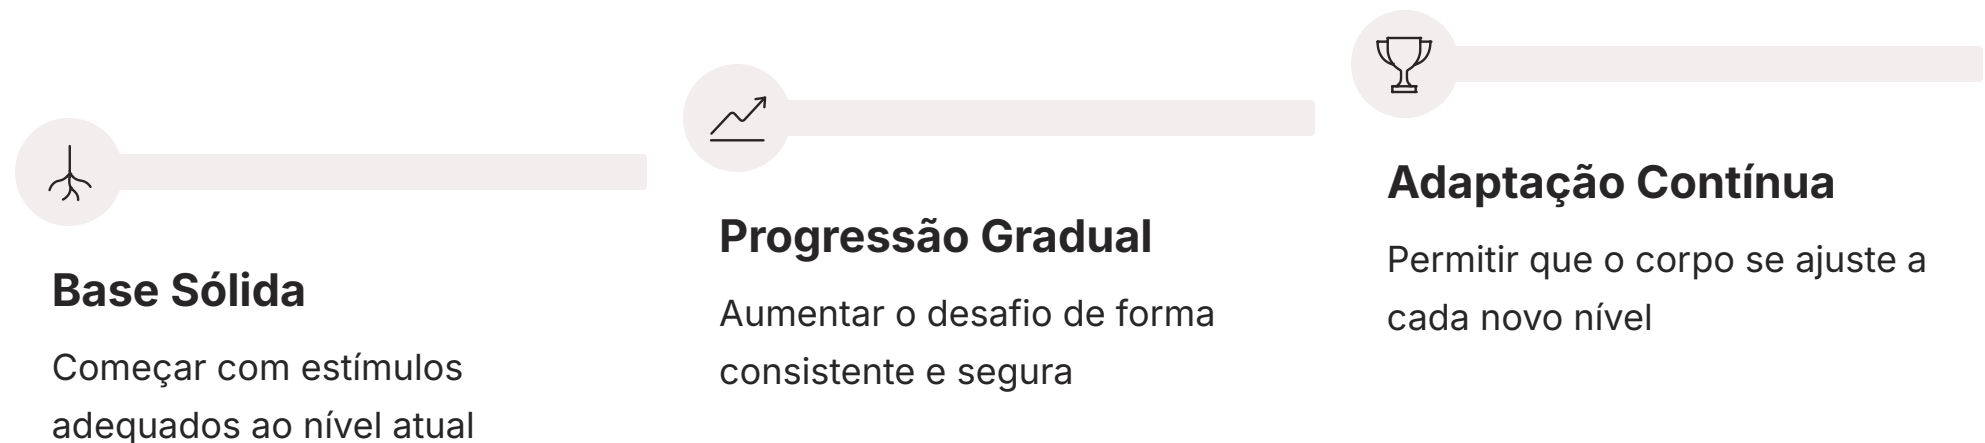 Base Sólida
Começar com estímulos
adequados ao nível atual
Progressão Gradual
Aumentar o desafio de forma
consistente e segura
Adaptação Contínua
Permitir que o corpo se ajuste a
cada novo nível